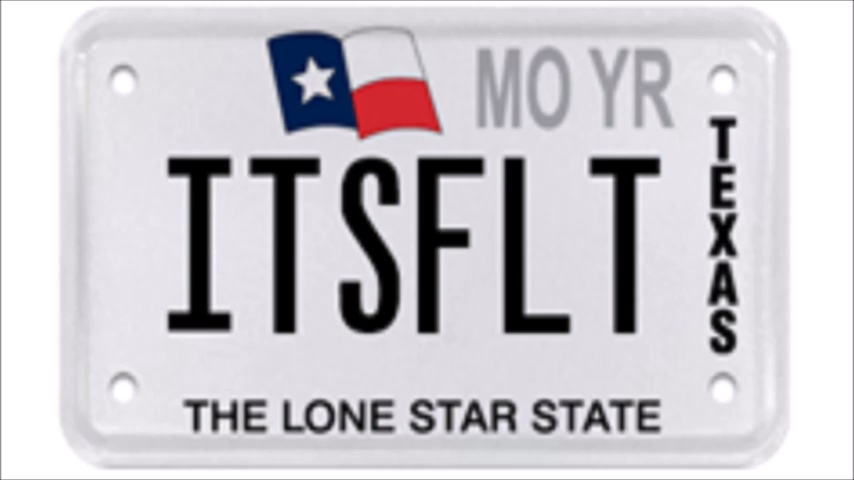 MO YR
ITSFLT
TEXAS
THE LONE STAR STATE